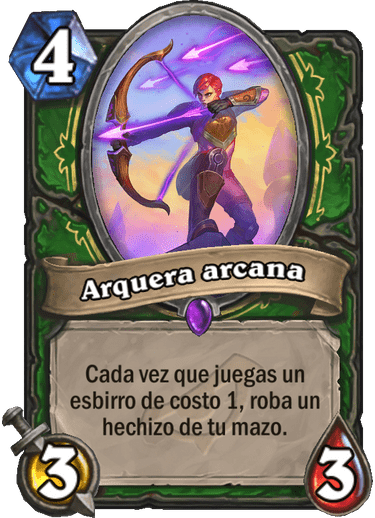 4
Arquera arcana
Cada vez que juegas un
esbirro de costo 1, roba un
hechizo de tu mazo.
3
3